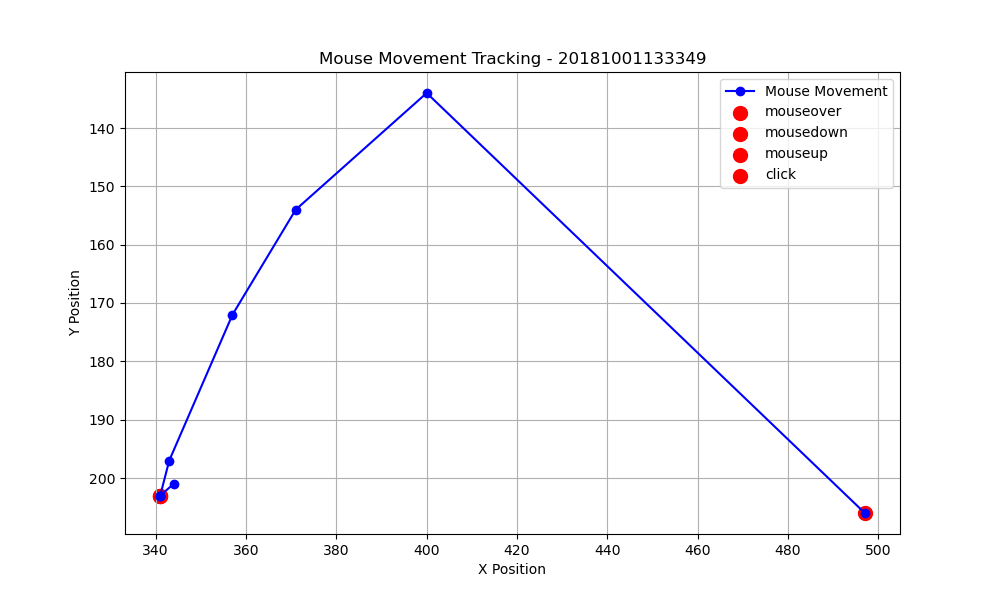 Mouse Movement Tracking - 20181001133349
Mouse Movement
mouseover
mousedown
mouseup
click
140
150
160
170
180
190
200
Y Position
340
360
380
400
420
440
460
480
500
X Position